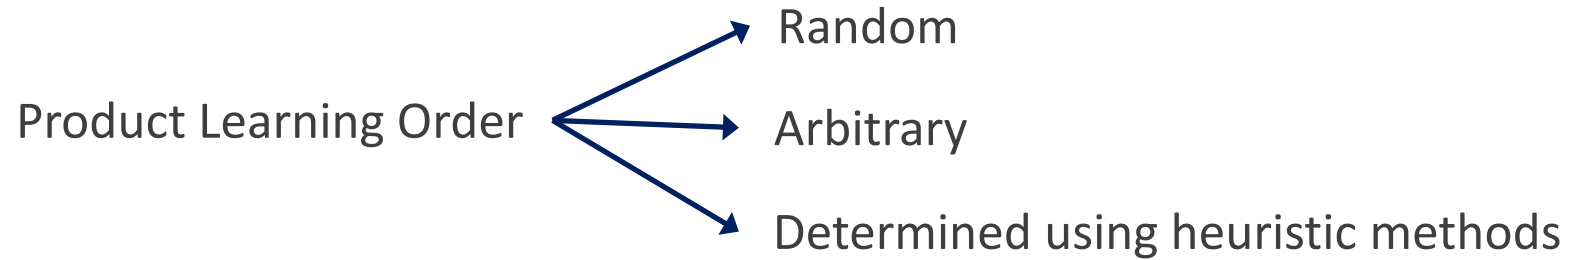 Product Learning Order
Random
Arbitrary
Determined using heuristic methods